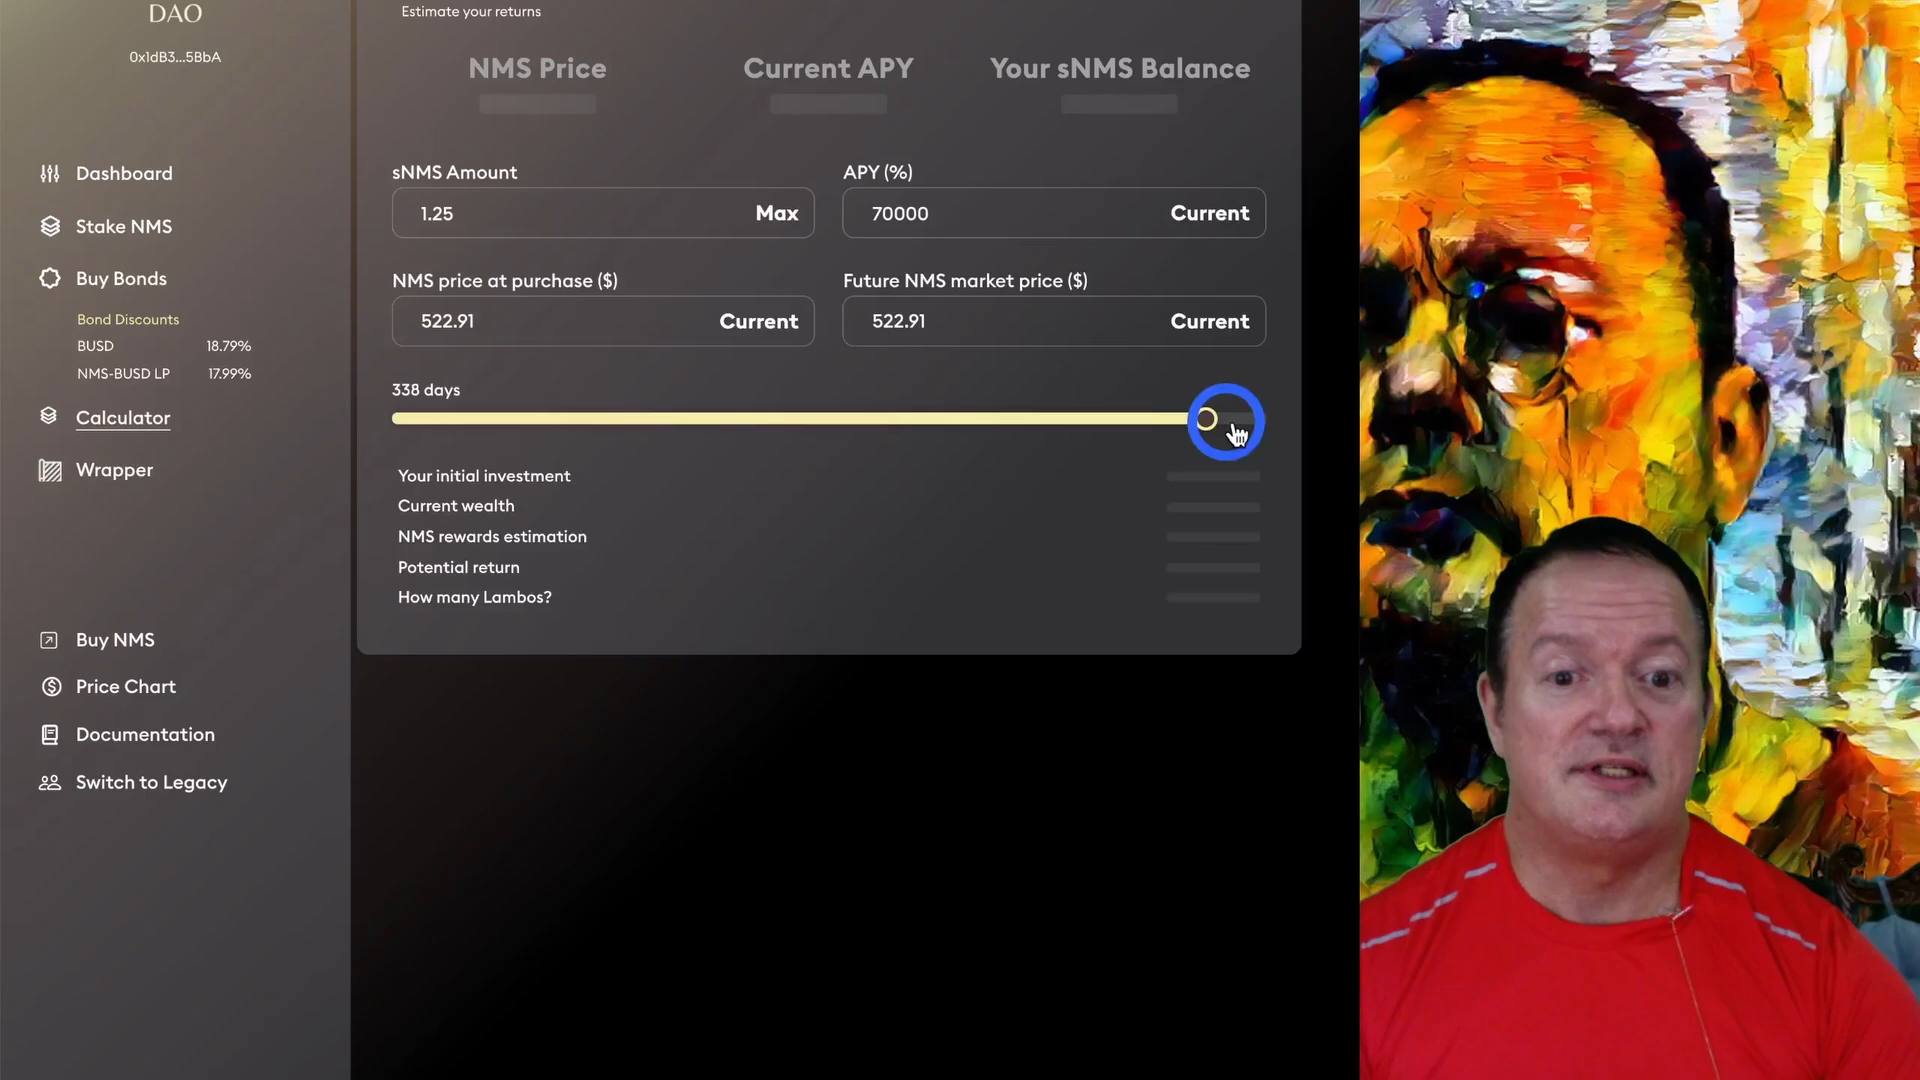 DAO
0x1dB3...5BbA
Dashboard
Stake NMS
Buy Bonds
Bond Discounts
BUSD 18.79%
NMS-BUSD LP 17.99%
Calculator
Wrapper
Buy NMS
Price Chart
Documentation
Switch to Legacy
Estimate your returns
NMS Price Current APY Your sNMS Balance
sNMS Amount APY (%)
1.25 Max 70000 Current
NMS price at purchase ($) Future NMS market price ($)
522.91 Current 522.91 Current
338 days
Your initial investment
Current wealth
NMS rewards estimation
Potential return
How many Lambos?